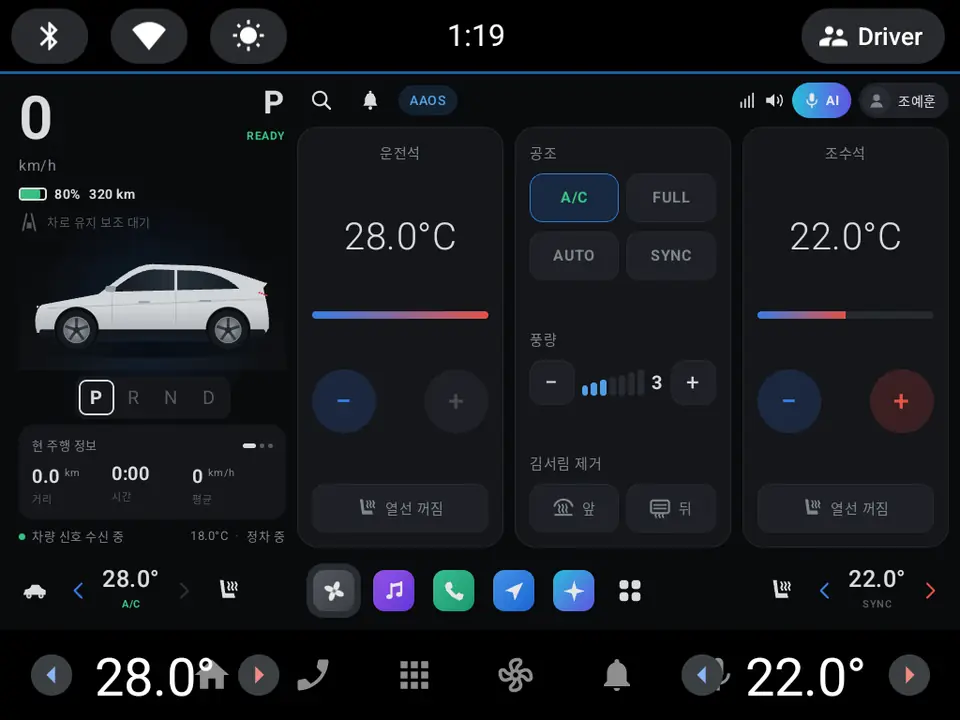 1:19
Driver
0
P
READY
km/h
80% 320 km
차로 유지 보조 대기
P R N D
현 주행 정보
0.0 km 0:00 0 km/h
거리 시간 평균
차량 신호 수신 중 18.0°C · 정차 중
AAOS
AI
조예훈
운전석
28.0°C
− +
열선 꺼짐
공조
A/C FULL
AUTO SYNC
풍량
− 3 +
김서림 제거
앞 뒤
조수석
22.0°C
− +
열선 꺼짐
28.0°
A/C
22.0°
SYNC
28.0°
22.0°